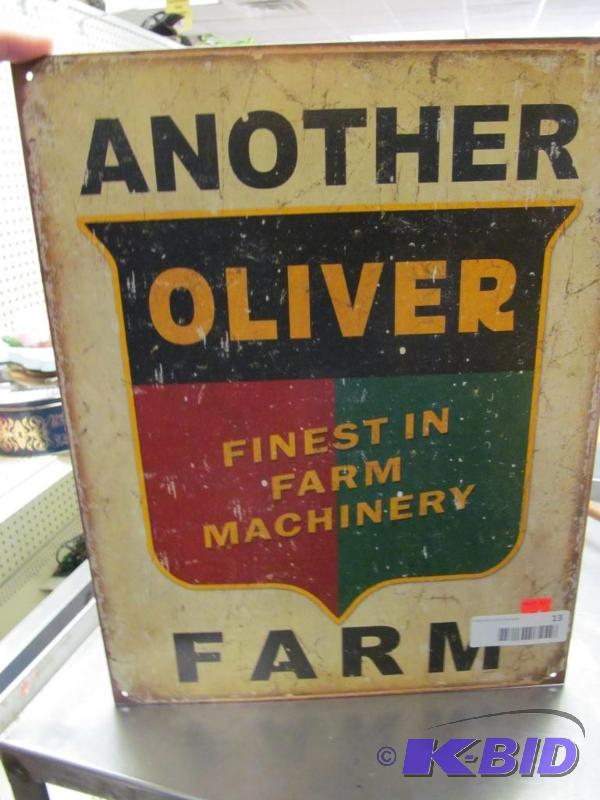 ANOTHER
OLIVER
FINEST IN
FARM
MACHINERY
FARM
13
© K-BID